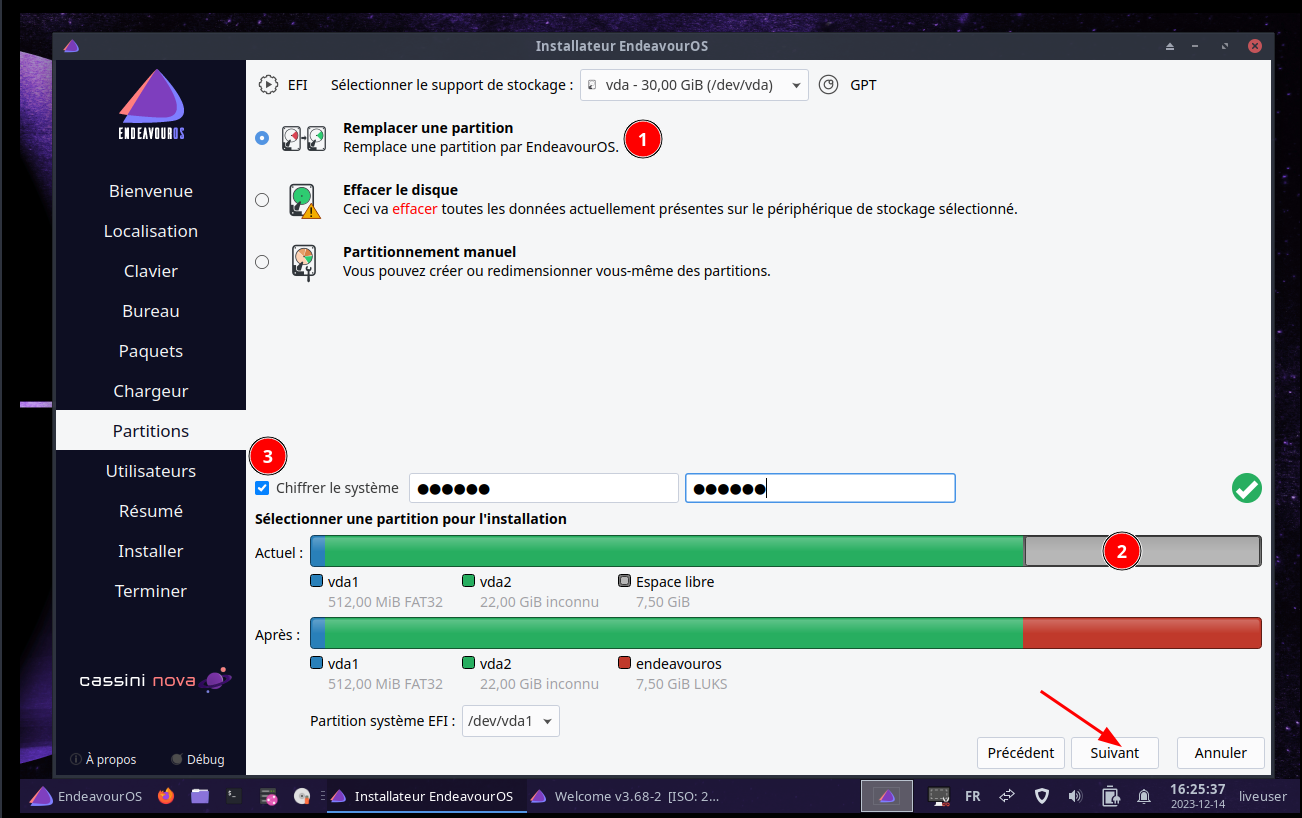 Installateur EndeavourOS
EFI Sélectionner le support de stockage : vda - 30,00 GiB (/dev/vda) GPT
ENDEAVOUROS
Remplacer une partition
Remplace une partition par EndeavourOS.
1
Effacer le disque
Ceci va effacer toutes les données actuellement présentes sur le périphérique de stockage sélectionné.
Partitionnement manuel
Vous pouvez créer ou redimensionner vous-même des partitions.
Bienvenue
Localisation
Clavier
Bureau
Paquets
Chargeur
Partitions
Utilisateurs
Résumé
Installer
Terminer
cassini nova
À propos
Débug
3
Chiffrer le système ●●●●●● ●●●●●●
Sélectionner une partition pour l'installation
Actuel :
2
vda1 vda2 Espace libre
512,00 MiB FAT32 22,00 GiB inconnu 7,50 GiB
Après :
vda1 vda2 endeavouros
512,00 MiB FAT32 22,00 GiB inconnu 7,50 GiB LUKS
Partition système EFI : /dev/vda1
Précédent Suivant Annuler
EndeavourOS Installateur EndeavourOS Welcome v3.68-2 [ISO: 2... FR 16:25:37 liveuser
2023-12-14